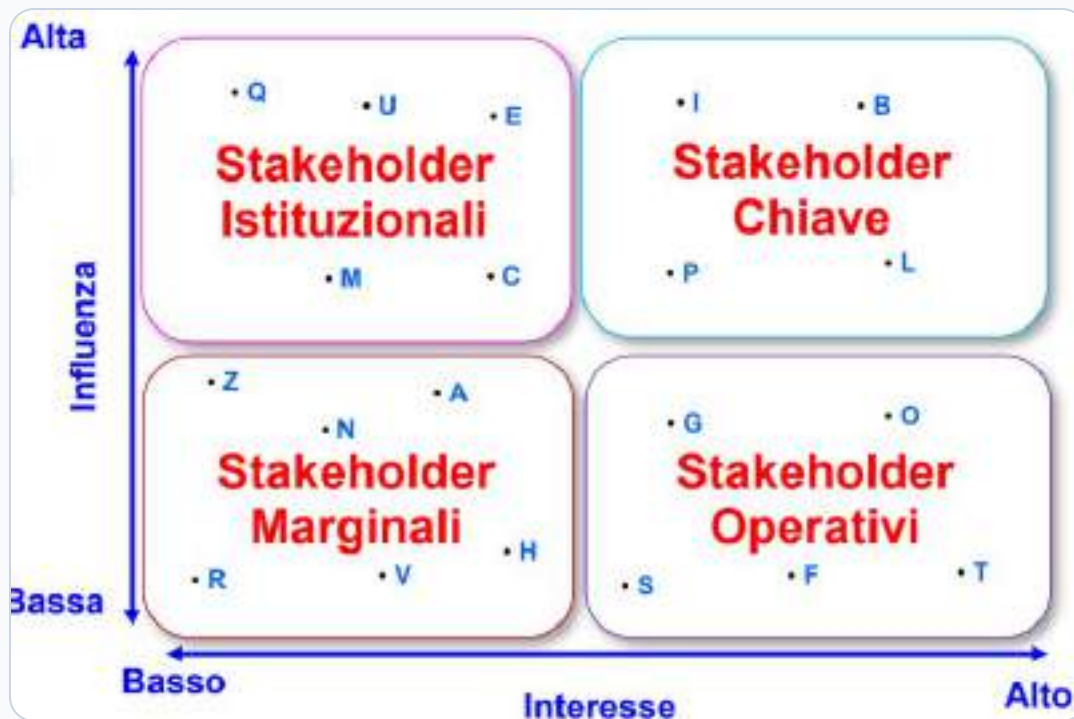 Alta
Q
U
E
I
B
Stakeholder
Istituzionali
Stakeholder
Chiave
M
C
P
L
Influenza
Z
A
N
G
O
Stakeholder
Marginali
Stakeholder
Operativi
R
V
H
S
F
T
Bassa
Basso
Interesse
Alto